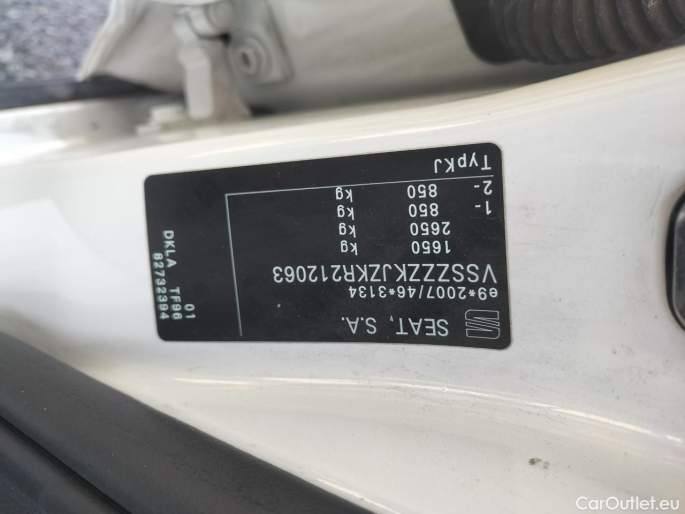 SEAT, S.A.
e9*2007/46*3134
VSSZZZKJZKR212063
1650 kg
2650 kg
1- 850 kg
2- 850 kg
TypKJ
01
DKLA TF96
82732394
CarOutlet.eu